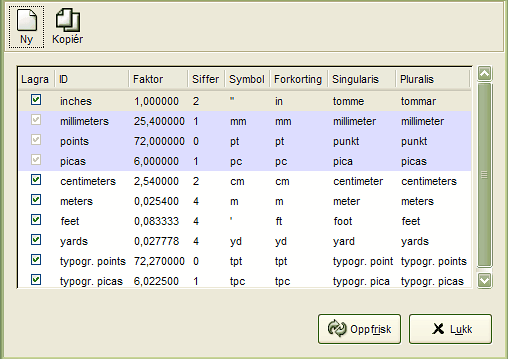 Ny Kopiér
Lagra ID Faktor Siffer Symbol Forkorting Singularis Pluralis
inches 1,000000 2 " in tomme tommar
millimeters 25,400000 1 mm mm millimeter millimeter
points 72,000000 0 pt pt punkt punkt
picas 6,000000 1 pc pc pica picas
centimeters 2,540000 2 cm cm centimeter centimeters
meters 0,025400 4 m m meter meters
feet 0,083333 4 ' ft foot feet
yards 0,027778 4 yd yd yard yards
typogr. points 72,270000 0 tpt tpt typogr. point typogr. points
typogr. picas 6,022500 1 tpc tpc typogr. pica typogr. picas
Oppfrisk Lukk